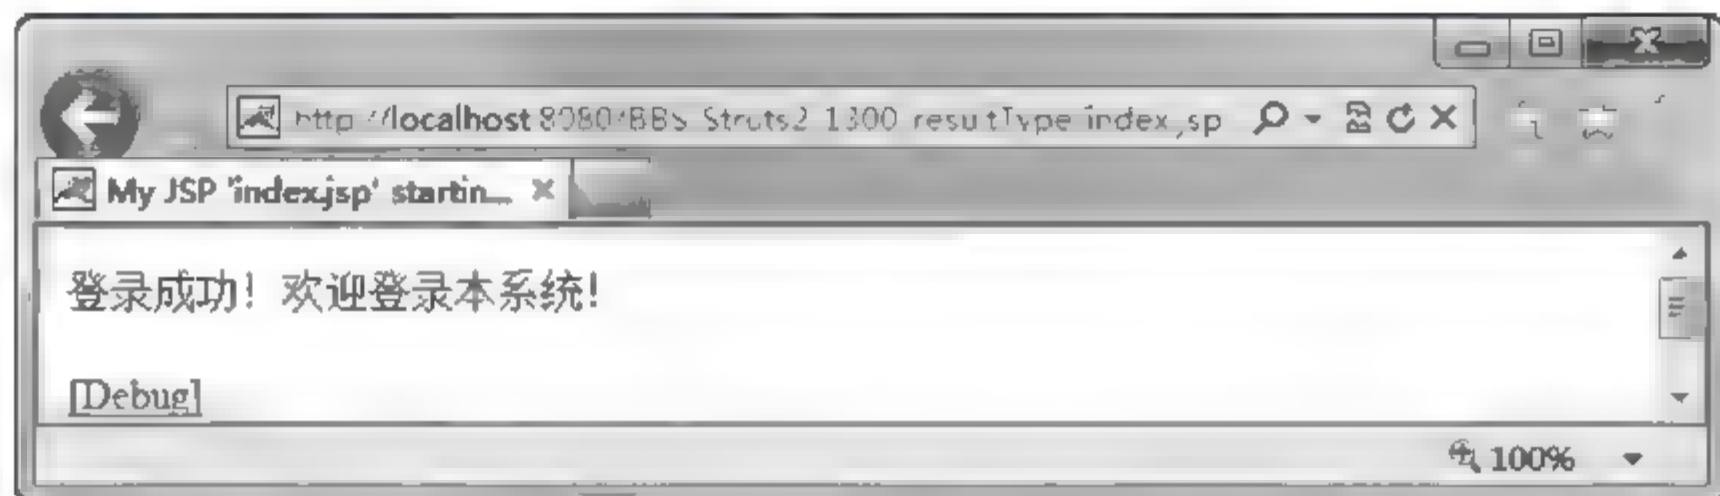 http://localhost:8080/BBS_Struts2_1300_resultType/index.jsp
My JSP 'index.jsp' startin...
登录成功！欢迎登录本系统！
[Debug]
100%